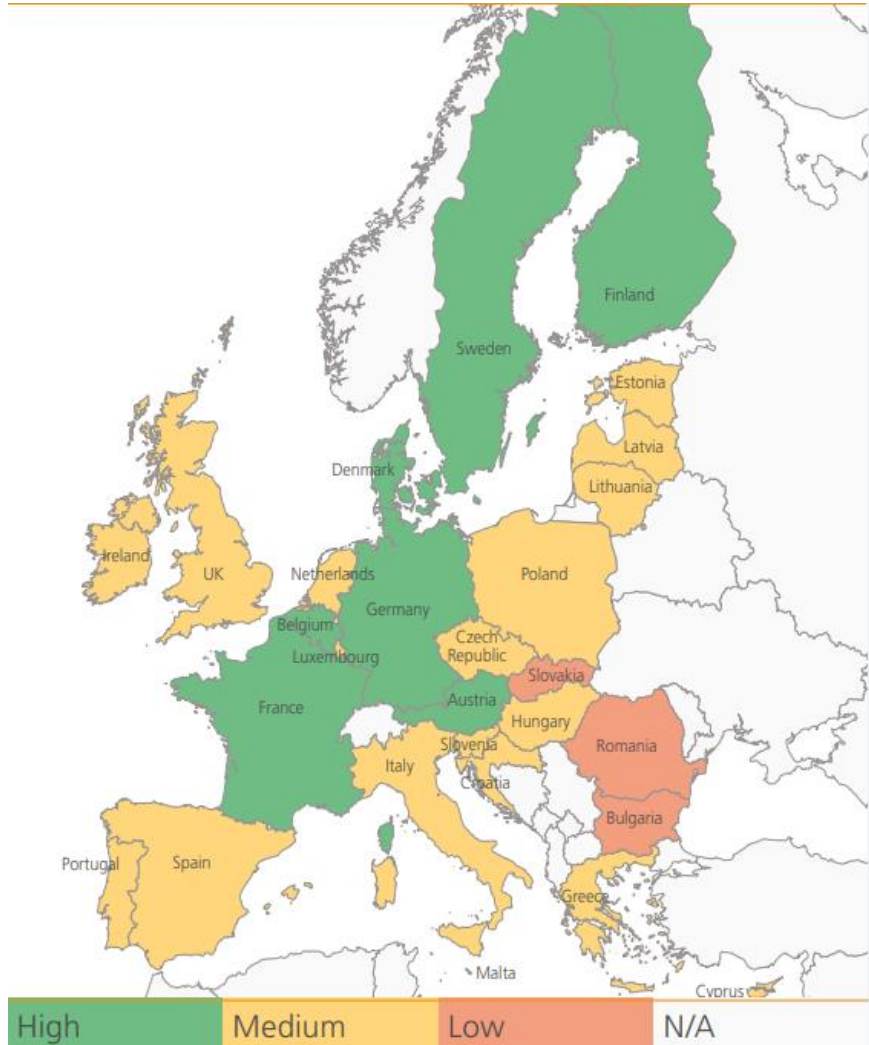 Finland
Sweden
Estonia
Latvia
Denmark
Lithuania
Ireland
UK
Netherlands
Poland
Germany
Belgium
Czech
Republic
Luxembourg
Slovakia
Austria
France
Hungary
Slovenia
Romania
Italy
Croatia
Bulgaria
Portugal
Spain
Greece
Malta
Cyprus
High
Medium
Low
N/A